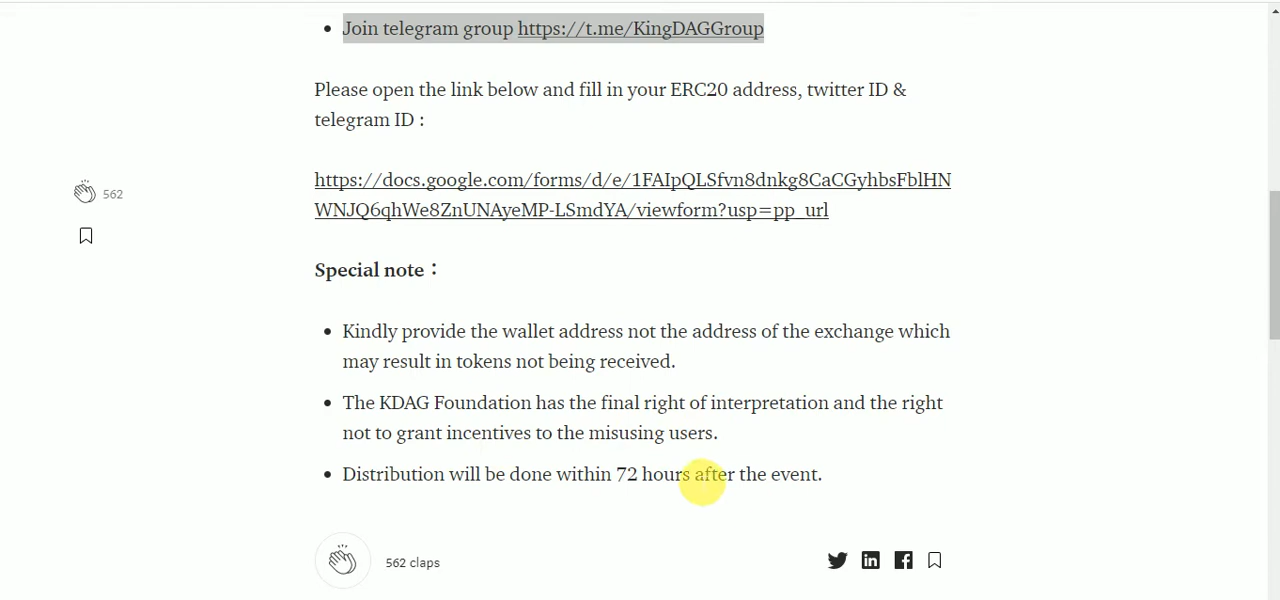 Join telegram group https://t.me/KingDAGGroup
Please open the link below and fill in your ERC20 address, twitter ID &
telegram ID :
https://docs.google.com/forms/d/e/1FAIpQLSfvn8dnkg8CaCGyhbsFblHN
WNJQ6qhWe8ZnUNAyeMP-LSmdYA/viewform?usp=pp_url
562
Special note：
Kindly provide the wallet address not the address of the exchange which
may result in tokens not being received.
The KDAG Foundation has the final right of interpretation and the right
not to grant incentives to the misusing users.
Distribution will be done within 72 hours after the event.
562 claps